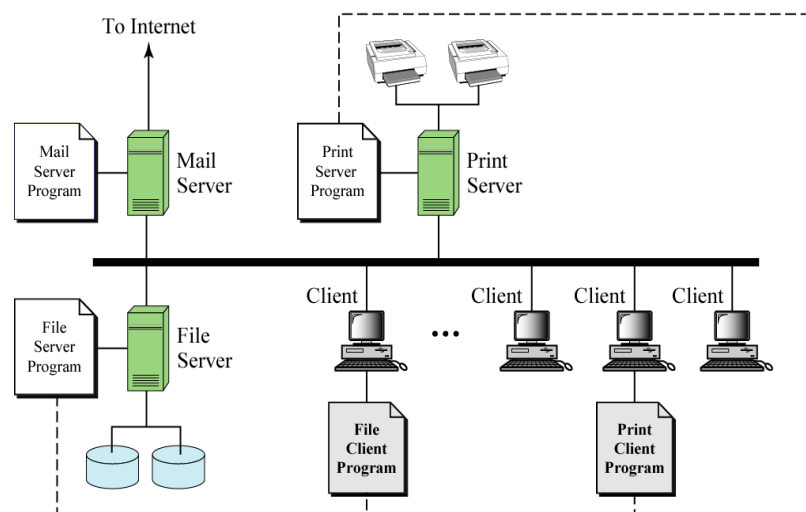 To Internet
Mail
Server
Program
Mail
Server
Print
Server
Program
Print
Server
File
Server
Program
File
Server
Client
Client
Client
Client
File
Client
Program
Print
Client
Program